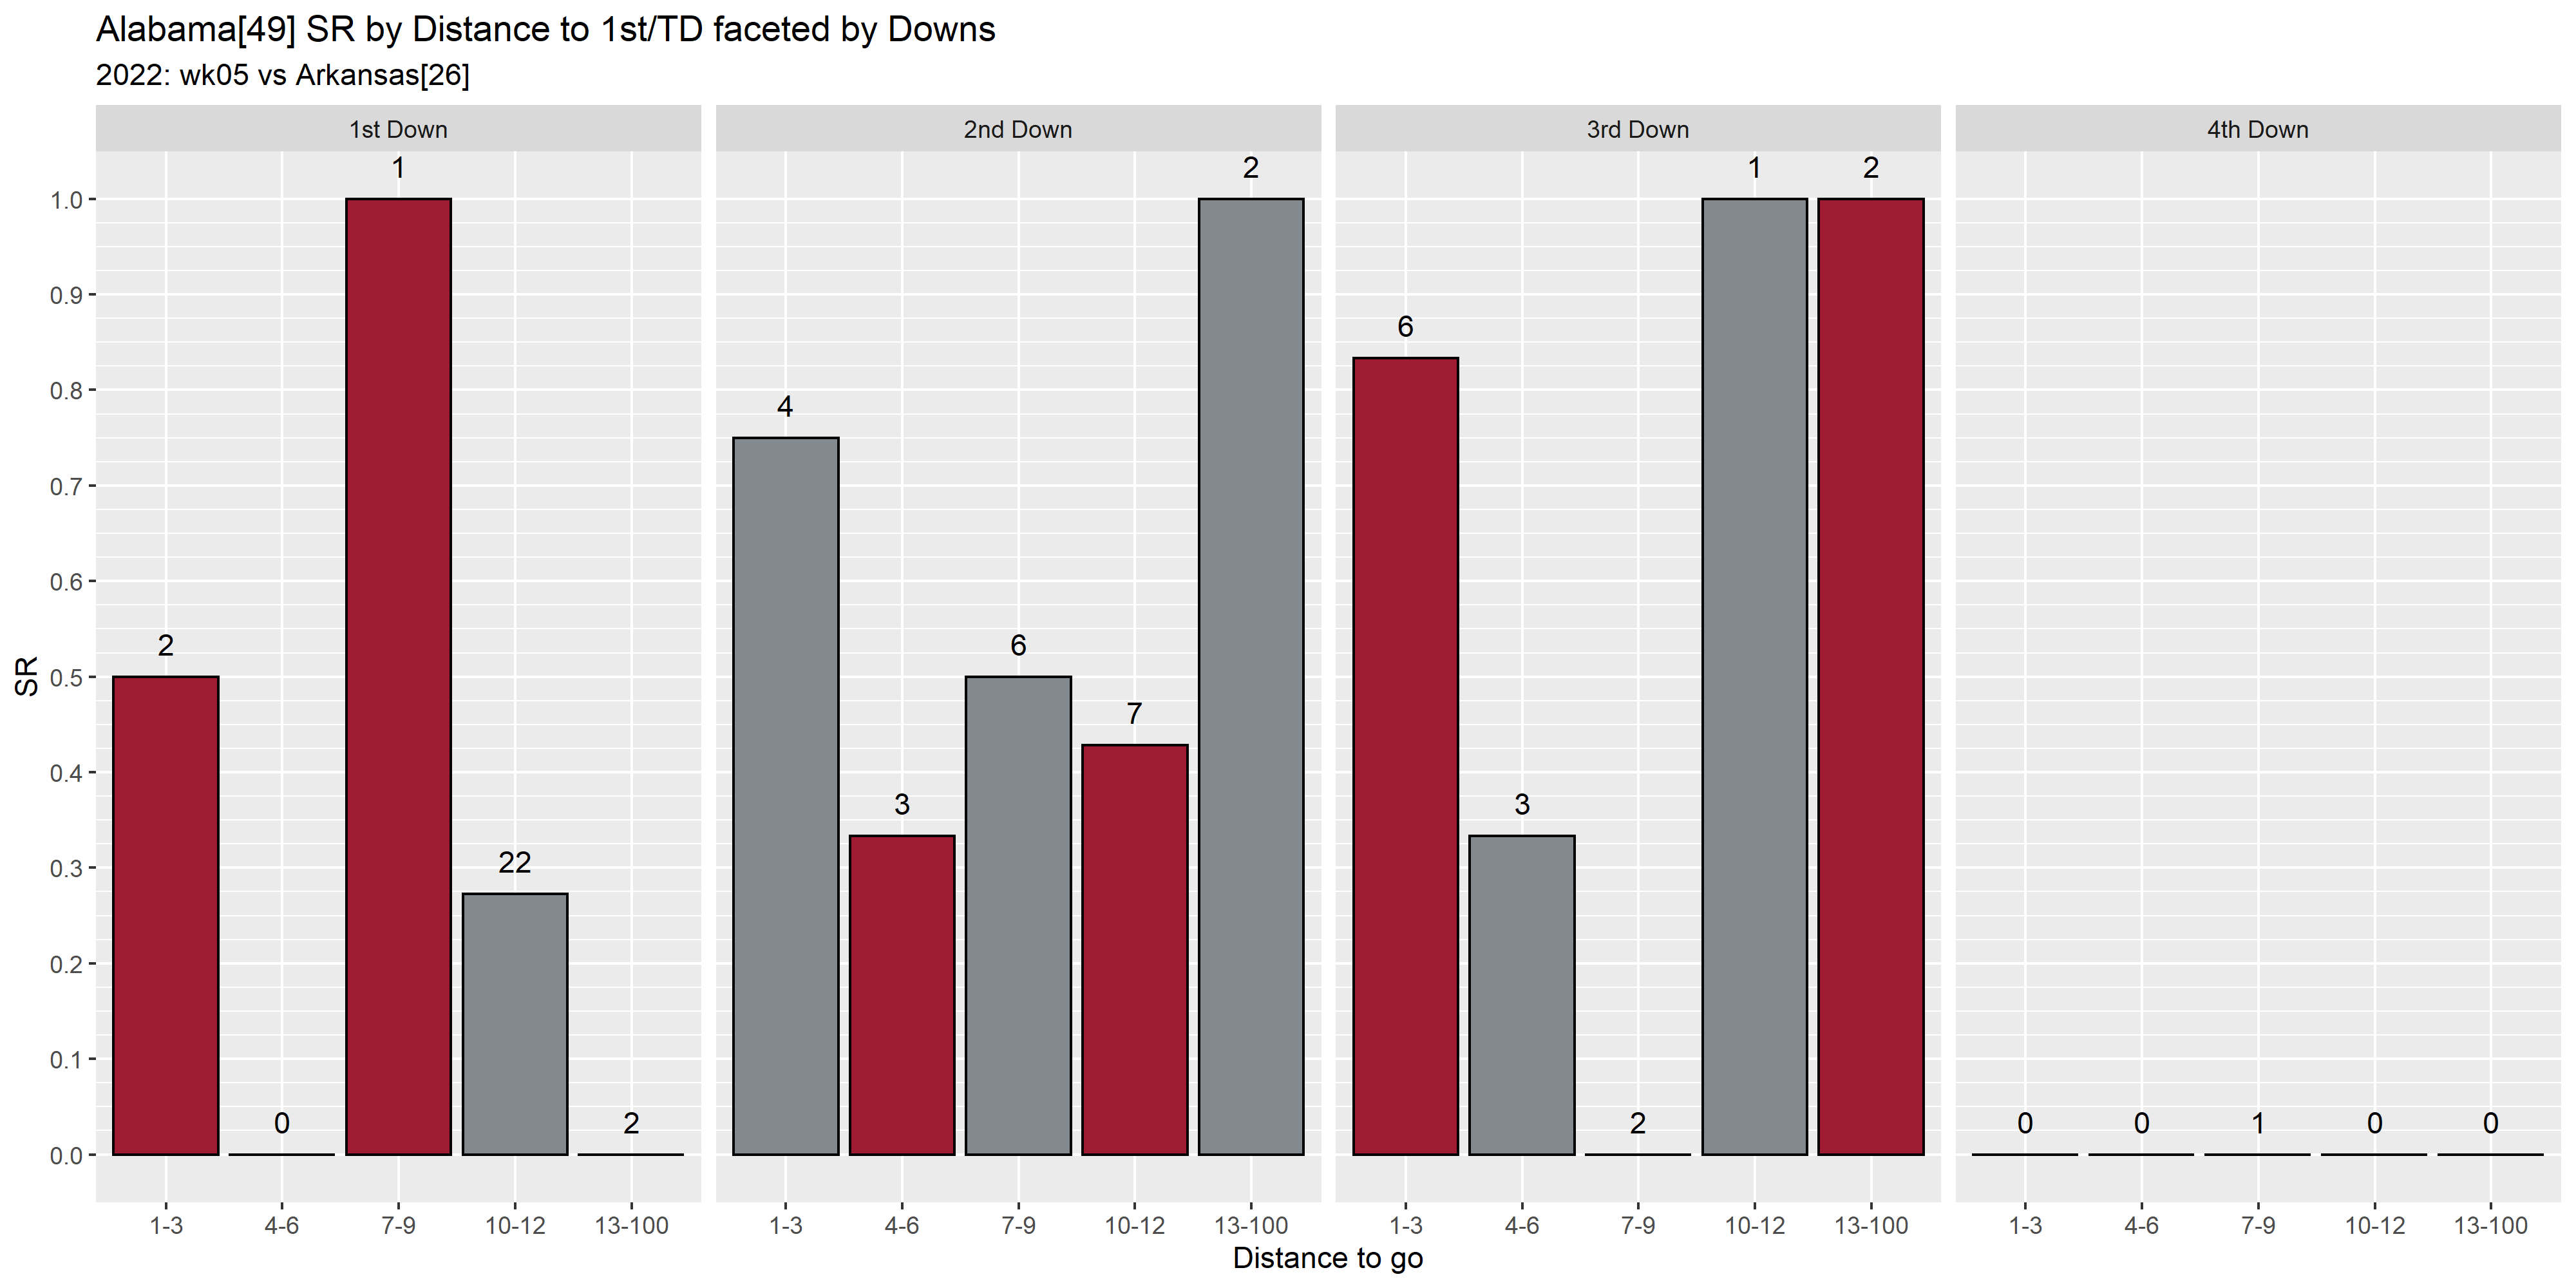 Alabama[49] SR by Distance to 1st/TD faceted by Downs
2022: wk05 vs Arkansas[26]
1st Down 2nd Down 3rd Down 4th Down
1 2 1 2
1.0
0.9
6
0.8
4
0.7
0.6
2 6
SR
0.5
7
0.4
3 3
22
0.3
0.2
0.1
0 2 2 0 0 1 0 0
0.0
1-3 4-6 7-9 10-12 13-100 1-3 4-6 7-9 10-12 13-100 1-3 4-6 7-9 10-12 13-100 1-3 4-6 7-9 10-12 13-100
Distance to go